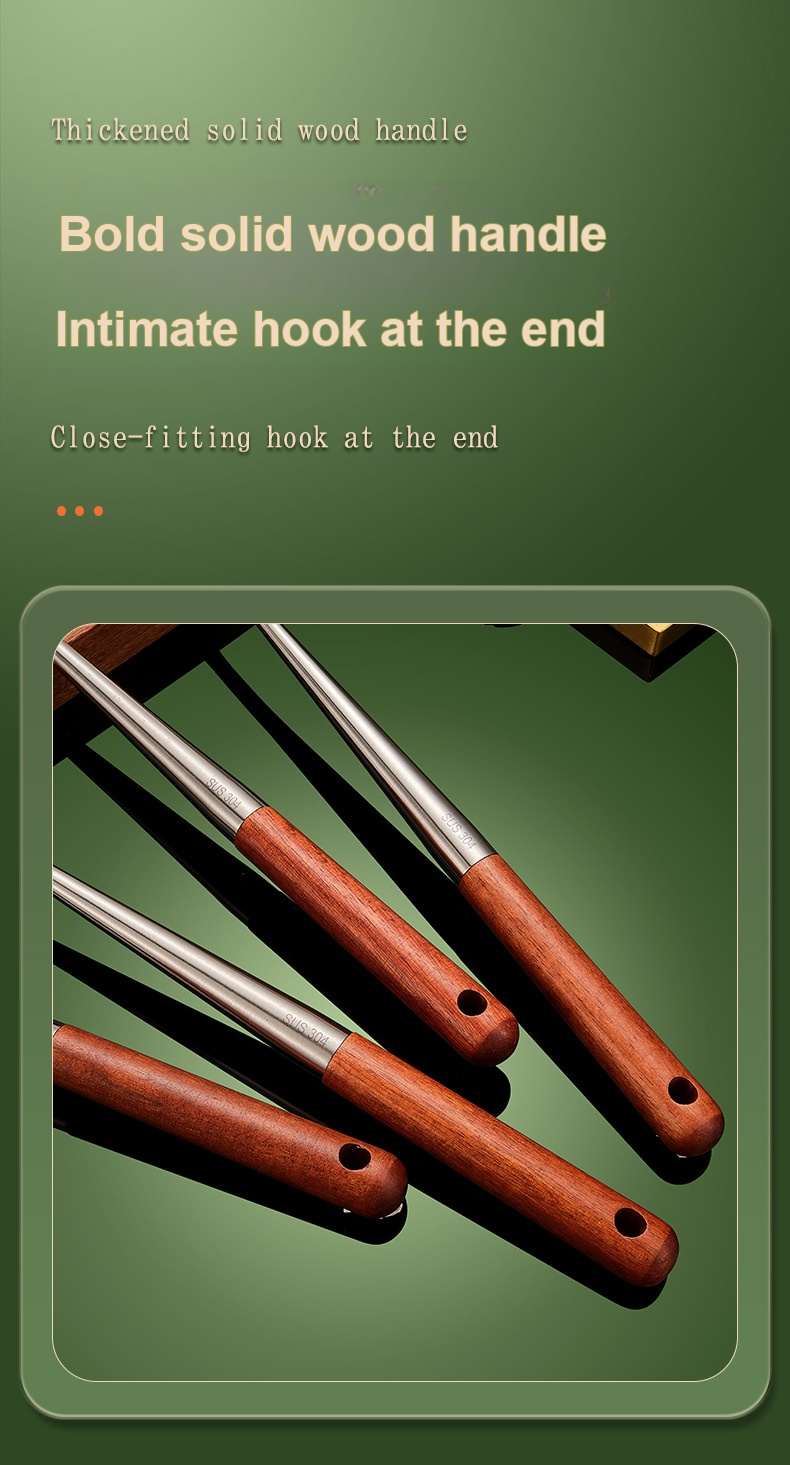 Thickened solid wood handle
Bold solid wood handle
Intimate hook at the end
Close-fitting hook at the end
SUS 304
SUS 304
SUS 304